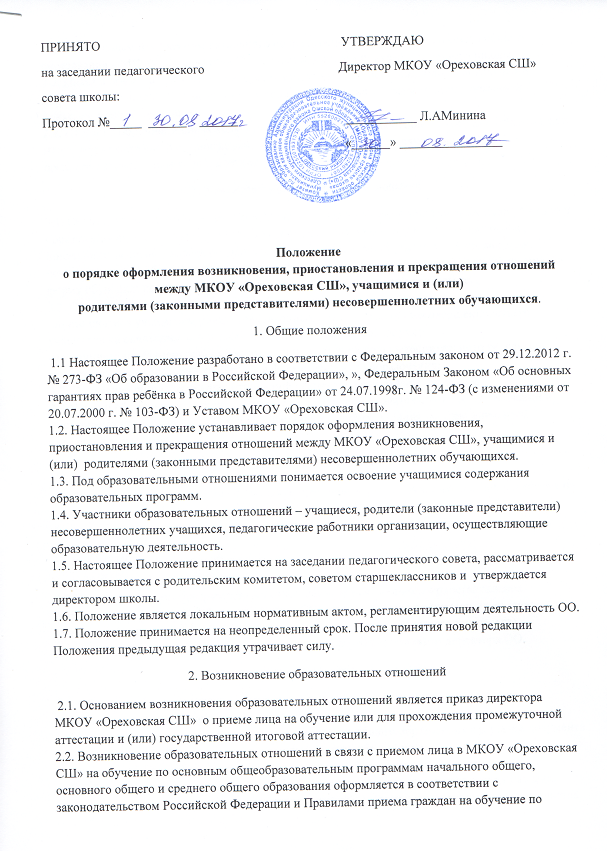 ПРИНЯТО
на заседании педагогического
совета школы:
Протокол № 1 30.08 2017г
УТВЕРЖДАЮ
Директор МКОУ «Ореховская СШ»
Л.АМинина
« 30 » 08. 2017
Положение
о порядке оформления возникновения, приостановления и прекращения отношений
между МКОУ «Ореховская СШ», учащимися и (или)
родителями (законными представителями) несовершеннолетних обучающихся.
1. Общие положения
1.1 Настоящее Положение разработано в соответствии с Федеральным законом от 29.12.2012 г.
№ 273-ФЗ «Об образовании в Российской Федерации», », Федеральным Законом «Об основных
гарантиях прав ребёнка в Российской Федерации» от 24.07.1998г. № 124-ФЗ (с изменениями от
20.07.2000 г. № 103-ФЗ) и Уставом МКОУ «Ореховская СШ».
1.2. Настоящее Положение устанавливает порядок оформления возникновения,
приостановления и прекращения отношений между МКОУ «Ореховская СШ», учащимися и
(или) родителями (законными представителями) несовершеннолетних обучающихся.
1.3. Под образовательными отношениями понимается освоение учащимися содержания
образовательных программ.
1.4. Участники образовательных отношений – учащиеся, родители (законные представители)
несовершеннолетних учащихся, педагогические работники организации, осуществляющие
образовательную деятельность.
1.5. Настоящее Положение принимается на заседании педагогического совета, рассматривается
и согласовывается с родительским комитетом, советом старшеклассников и утверждается
директором школы.
1.6. Положение является локальным нормативным актом, регламентирующим деятельность ОО.
1.7. Положение принимается на неопределенный срок. После принятия новой редакции
Положения предыдущая редакция утрачивает силу.
2. Возникновение образовательных отношений
2.1. Основанием возникновения образовательных отношений является приказ директора
МКОУ «Ореховская СШ» о приеме лица на обучение или для прохождения промежуточной
аттестации и (или) государственной итоговой аттестации.
2.2. Возникновение образовательных отношений в связи с приемом лица в МКОУ «Ореховская
СШ» на обучение по основным общеобразовательным программам начального общего,
основного общего и среднего общего образования оформляется в соответствии с
законодательством Российской Федерации и Правилами приема граждан на обучение по